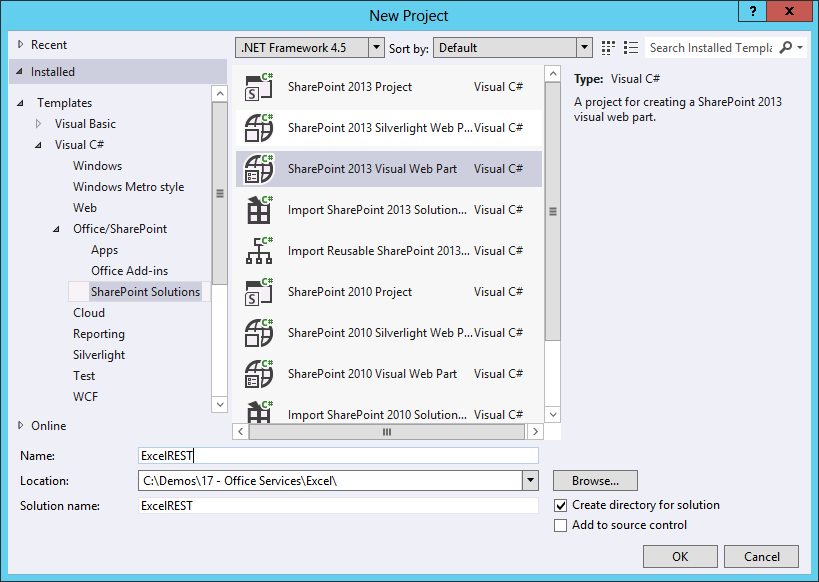 New Project
?
x
Recent
Installed
Templates
Visual Basic
Visual C#
Windows
Windows Metro style
Web
Office/SharePoint
Apps
Office Add-ins
SharePoint Solutions
Cloud
Reporting
Silverlight
Test
WCF
Online
.NET Framework 4.5
Sort by:
Default
Search Installed Templa
C# S SharePoint 2013 Project Visual C#
C# SharePoint 2013 Silverlight Web P... Visual C#
C# SharePoint 2013 Visual Web Part Visual C#
C# Import SharePoint 2013 Solution... Visual C#
C# Import Reusable SharePoint 2013... Visual C#
C# S SharePoint 2010 Project Visual C#
C# SharePoint 2010 Silverlight Web P... Visual C#
C# SharePoint 2010 Visual Web Part Visual C#
C# Import SharePoint 2010 Solution... Visual C#
Type: Visual C#
A project for creating a SharePoint 2013
visual web part.
Name: ExcelREST
Location: C:\Demos\17 - Office Services\Excel\
Browse...
Solution name: ExcelREST
Create directory for solution
Add to source control
OK
Cancel